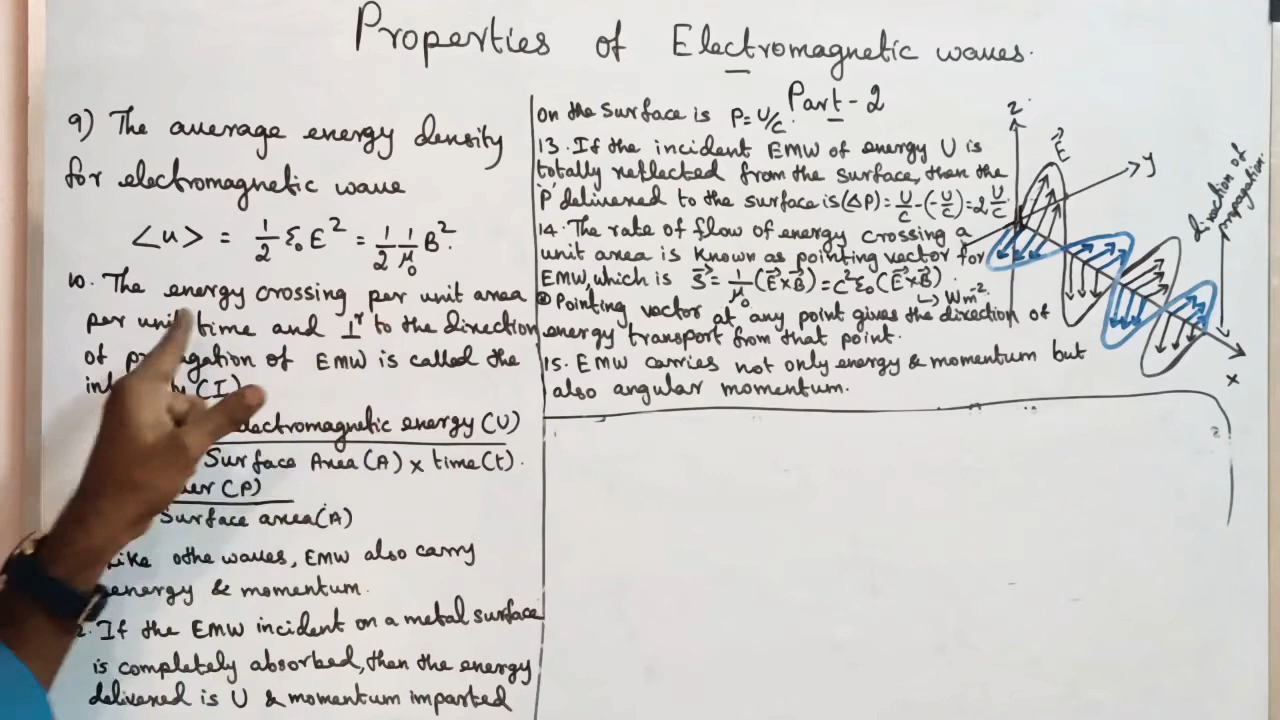 Properties of Electromagnetic waves.
Part-2
9) The average energy density
for electromagnetic wave
<u> = 1/2 ε₀E² = 1/2 1/μ₀ B².
10. The energy crossing per unit area
per unit time and ⊥ʳ to the direction
of of EMW is called the
(I)
electromagnetic energy (U)
Surface Area (A) × time (t).
(P)
Surface area (A)
Like othe waves, EMW also carry
energy & momentum.
2. If the EMW incident on a metal surface
is completely absorbed, then the energy
delivered is U & momentum imparted
on the surface is P = U/c.
13. If the incident EMW of energy U is
totally reflected from the surface, then the
'P' delivered to the surface is (ΔP) = U/c - (-U/c) = 2 U/c
14. The rate of flow of energy crossing a
unit area is known as pointing vector for
EMW, which is S⃗ = 1/μ₀ (E⃗×B⃗) = c²ε₀ (E⃗×B⃗)
↳ Wm⁻².
Pointing vector at any point gives the direction of
energy transport from that point.
15. EMW carries not only energy & momentum but
also angular momentum.
Z
E⃗
Y
direction of
propagation
X